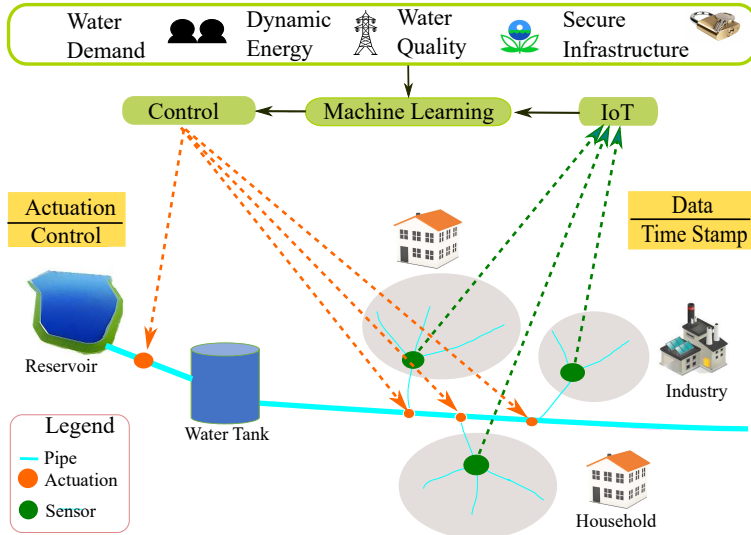 Water Demand
Dynamic Energy
Water Quality
Secure Infrastructure
Control
Machine Learning
IoT
Actuation
Control
Data
Time Stamp
Reservoir
Industry
Water Tank
Legend
Pipe
Actuation
Sensor
Household